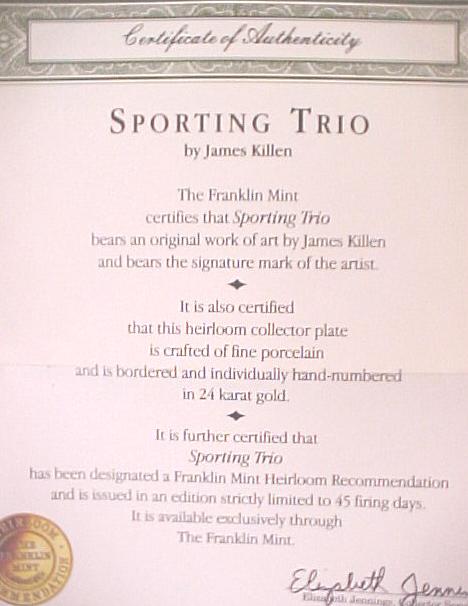 Certificate of Authenticity
SPORTING TRIO
by James Killen
The Franklin Mint
certifies that Sporting Trio
bears an original work of art by James Killen
and bears the signature mark of the artist.
It is also certified
that this heirloom collector plate
is crafted of fine porcelain
and is bordered and individually hand-numbered
in 24 karat gold.
It is further certified that
Sporting Trio
has been designated a Franklin Mint Heirloom Recommendation
and is issued in an edition strictly limited to 45 firing days.
It is available exclusively through
The Franklin Mint.
HEIRLOOM
THE
FRANKLIN
MINT
Elizabeth Jenni
Elizabeth Jennings,